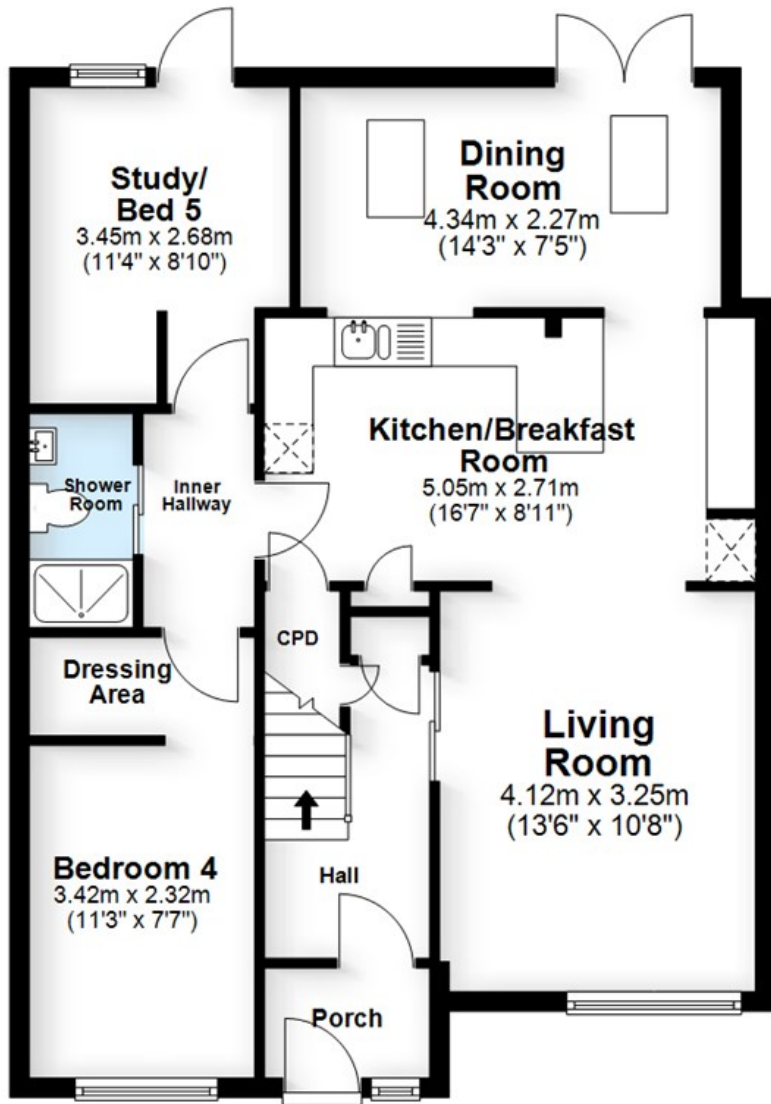 Study/
Bed 5
3.45m x 2.68m
(11'4" x 8'10")
Dining
Room
4.34m x 2.27m
(14'3" x 7'5")
Kitchen/Breakfast
Room
5.05m x 2.71m
(16'7" x 8'11")
Shower
Room
Inner
Hallway
CPD
Dressing
Area
Living
Room
4.12m x 3.25m
(13'6" x 10'8")
Bedroom 4
3.42m x 2.32m
(11'3" x 7'7")
Hall
Porch